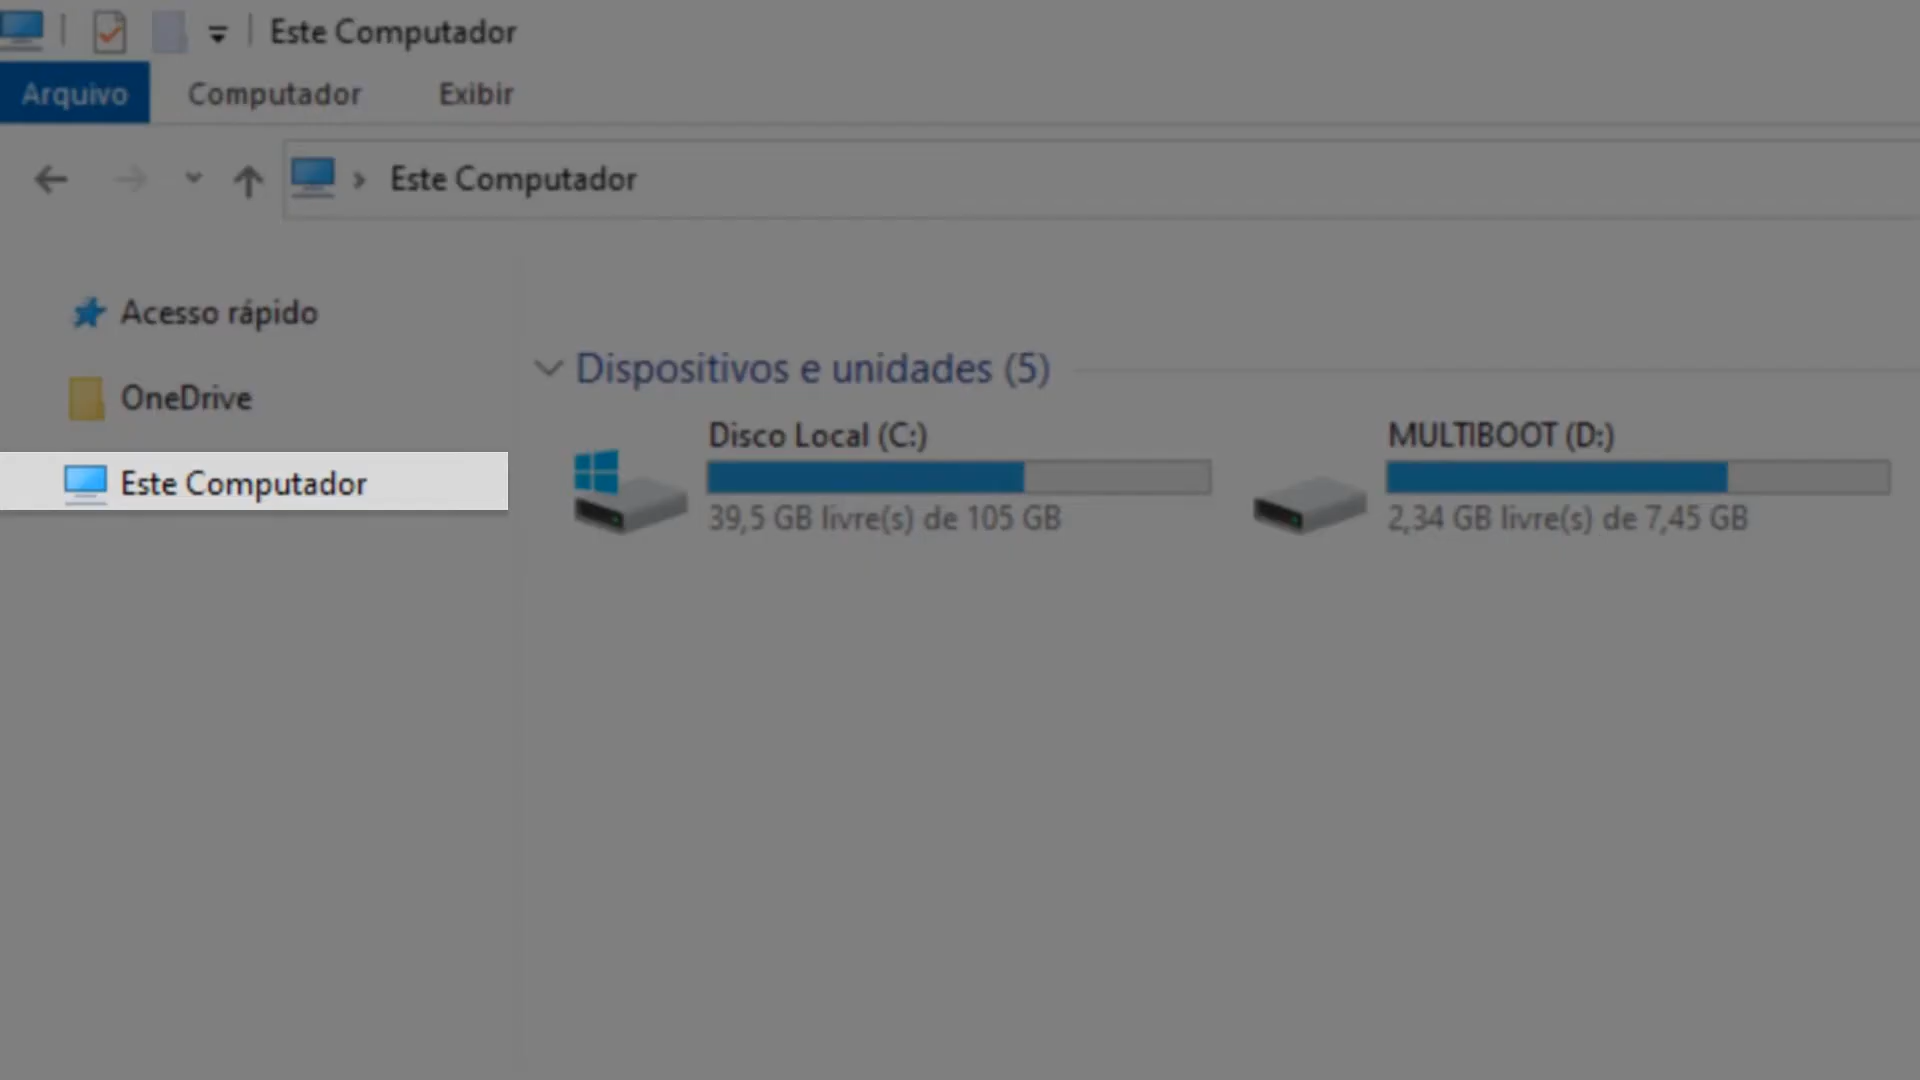 Este Computador
Arquivo Computador Exibir
Este Computador
Acesso rápido
OneDrive
Este Computador
Dispositivos e unidades (5)
Disco Local (C:)
39,5 GB livre(s) de 105 GB
MULTIBOOT (D:)
2,34 GB livre(s) de 7,45 GB